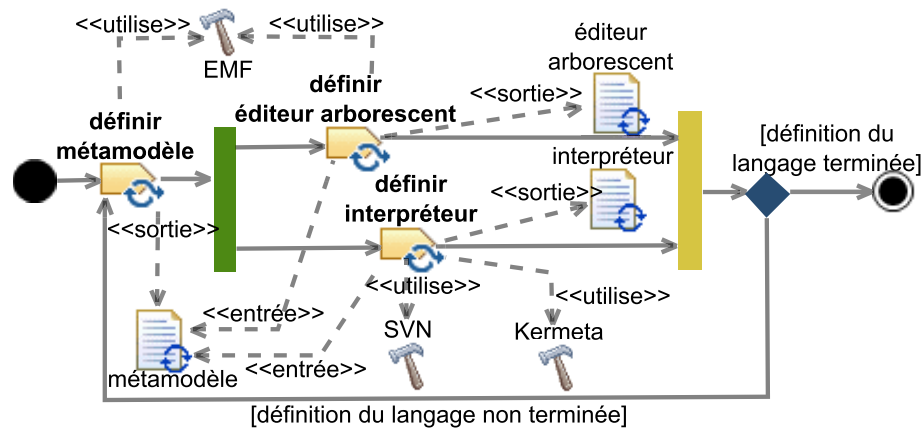 <<utilise>>
<<utilise>>
EMF
éditeur
arborescent
définir
éditeur arborescent
<<sortie>>
définir
métamodèle
[définition du
langage terminée]
interpréteur
définir
interpréteur
<<sortie>>
<<sortie>>
<<utilise>>
<<utilise>>
<<entrée>>
SVN
Kermeta
<<entrée>>
métamodèle
[définition du langage non terminée]